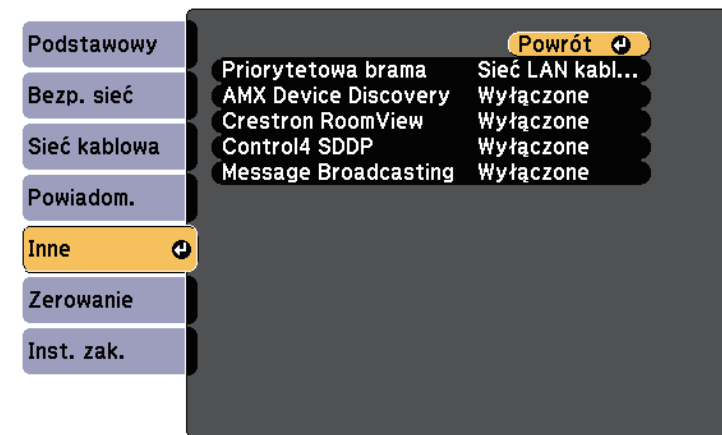 Podstawowy
Bezp. sieć
Sieć kablowa
Powiadom.
Inne
Zerowanie
Inst. zak.
Powrót
Priorytetowa brama Sieć LAN kabl...
AMX Device Discovery Wyłączone
Crestron RoomView Wyłączone
Control4 SDDP Wyłączone
Message Broadcasting Wyłączone